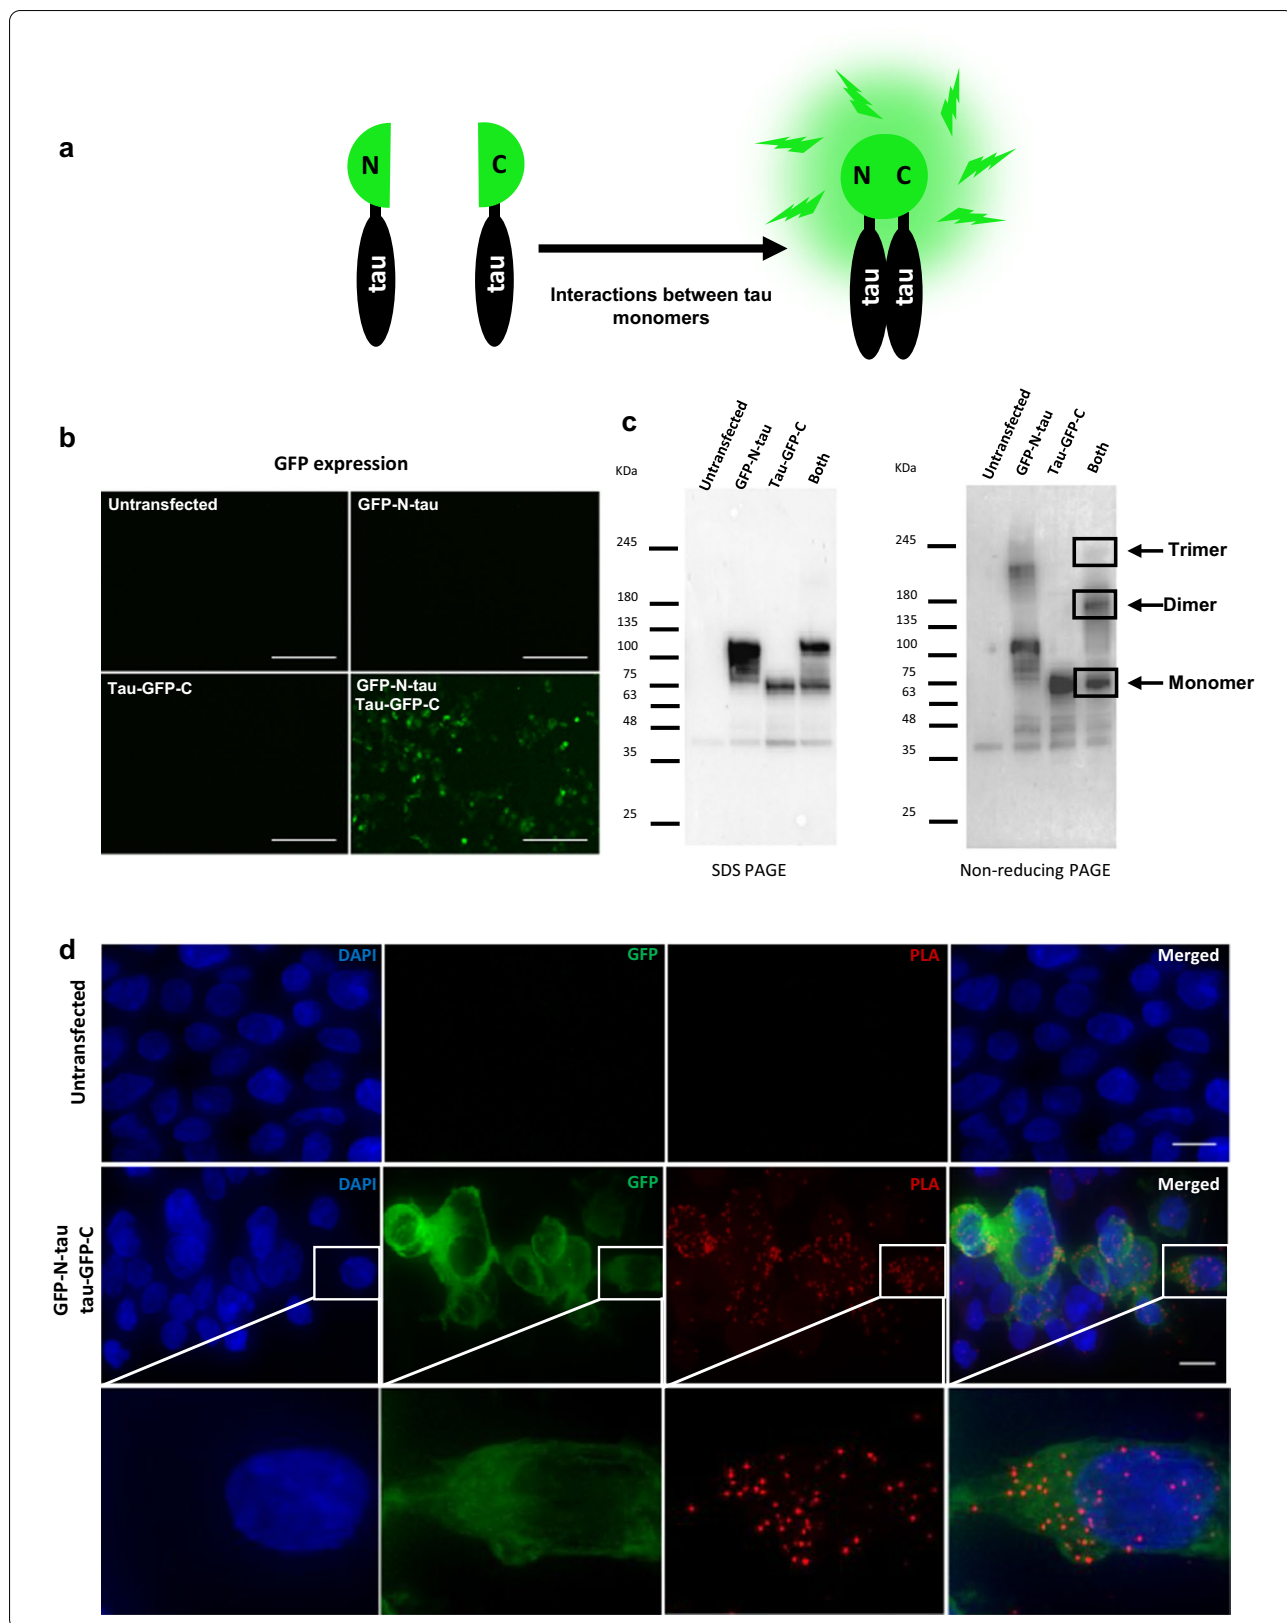 a
N
C
tau
tau
Interactions between tau
monomers
N C
tau
tau
b
GFP expression
Untransfected
GFP-N-tau
Tau-GFP-C
GFP-N-tau
Tau-GFP-C
c
KDa
Untransfected
GFP-N-tau
Tau-GFP-C
Both
245
180
135
100
75
63
48
35
25
SDS PAGE
KDa
Untransfected
GFP-N-tau
Tau-GFP-C
Both
245
180
135
100
75
63
48
35
25
Trimer
Dimer
Monomer
Non-reducing PAGE
d
Untransfected
DAPI
GFP
PLA
Merged
GFP-N-tau
tau-GFP-C
DAPI
GFP
PLA
Merged